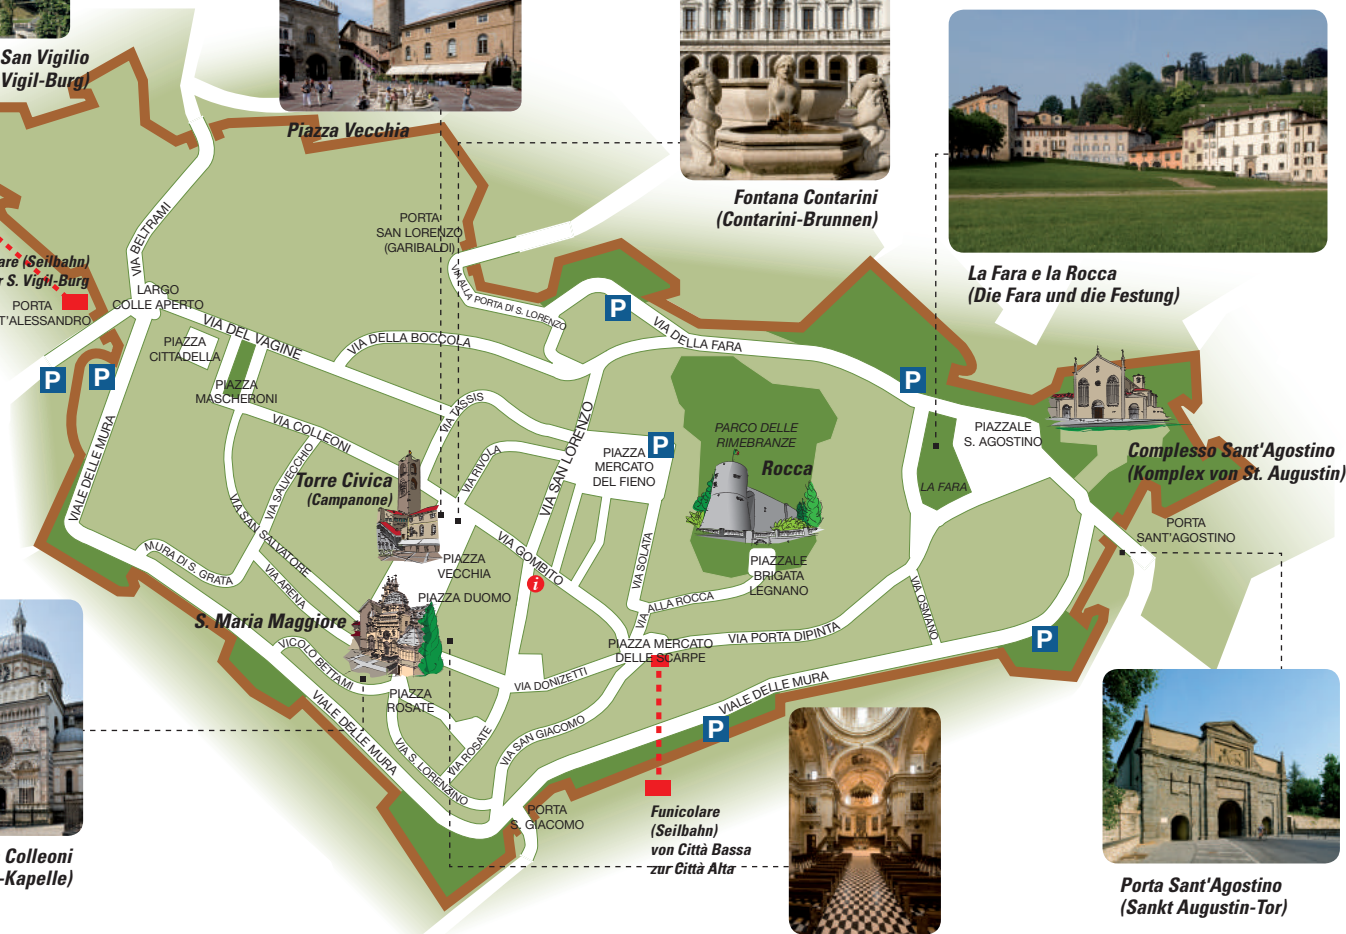 San Vigilio
Vigil-Burg)
Piazza Vecchia
Fontana Contarini
(Contarini-Brunnen)
La Fara e la Rocca
(Die Fara und die Festung)
PORTA
SAN LORENZO
(GARIBALDI)
VIA BELTRAMI
are (Seilbahn)
r S. Vigil-Burg
PORTA
T'ALESSANDRO
LARGO
COLLE APERTO
VIA ALLA PORTA DI S. LORENZO
VIA DEL VAGINE
VIA DELLA BOCCOLA
VIA DELLA FARA
P
P
P
P
PIAZZA
CITTADELLA
PIAZZA
MASCHERONI
VIA COLLEONI
VIA TASSIS
VIA SAN LORENZO
PARCO DELLE
RIMEBRANZE
Rocca
PIAZZALE
S. AGOSTINO
Complesso Sant'Agostino
(Komplex von St. Augustin)
P
PIAZZA
MERCATO
DEL FIENO
VIALE DELLE MURA
VIA SALVECCHIO
Torre Civica
(Campanone)
VIA RIVOLA
LA FARA
PORTA
SANT'AGOSTINO
VIA SAN SALVATORE
MURA DI S. GRATA
VIA ARENA
PIAZZA
VECCHIA
VIA GOMBITO
i
VIA SOLATA
PIAZZALE
BRIGATA
LEGNANO
PIAZZA DUOMO
VIA ALLA ROCCA
VIA OSMANO
S. Maria Maggiore
PIAZZA MERCATO
DELLE SCARPE
VIA PORTA DIPINTA
P
VICOLO BETTAMI
PIAZZA
ROSATE
VIA DONIZETTI
VIALE DELLE MURA
VIALE DELLE MURA
P
VIA S. LORENZINO
VIA ROSATE
VIA SAN GIACOMO
PORTA
S. GIACOMO
Funicolare
(Seilbahn)
von Città Bassa
zur Città Alta
Colleoni
-Kapelle)
Porta Sant'Agostino
(Sankt Augustin-Tor)